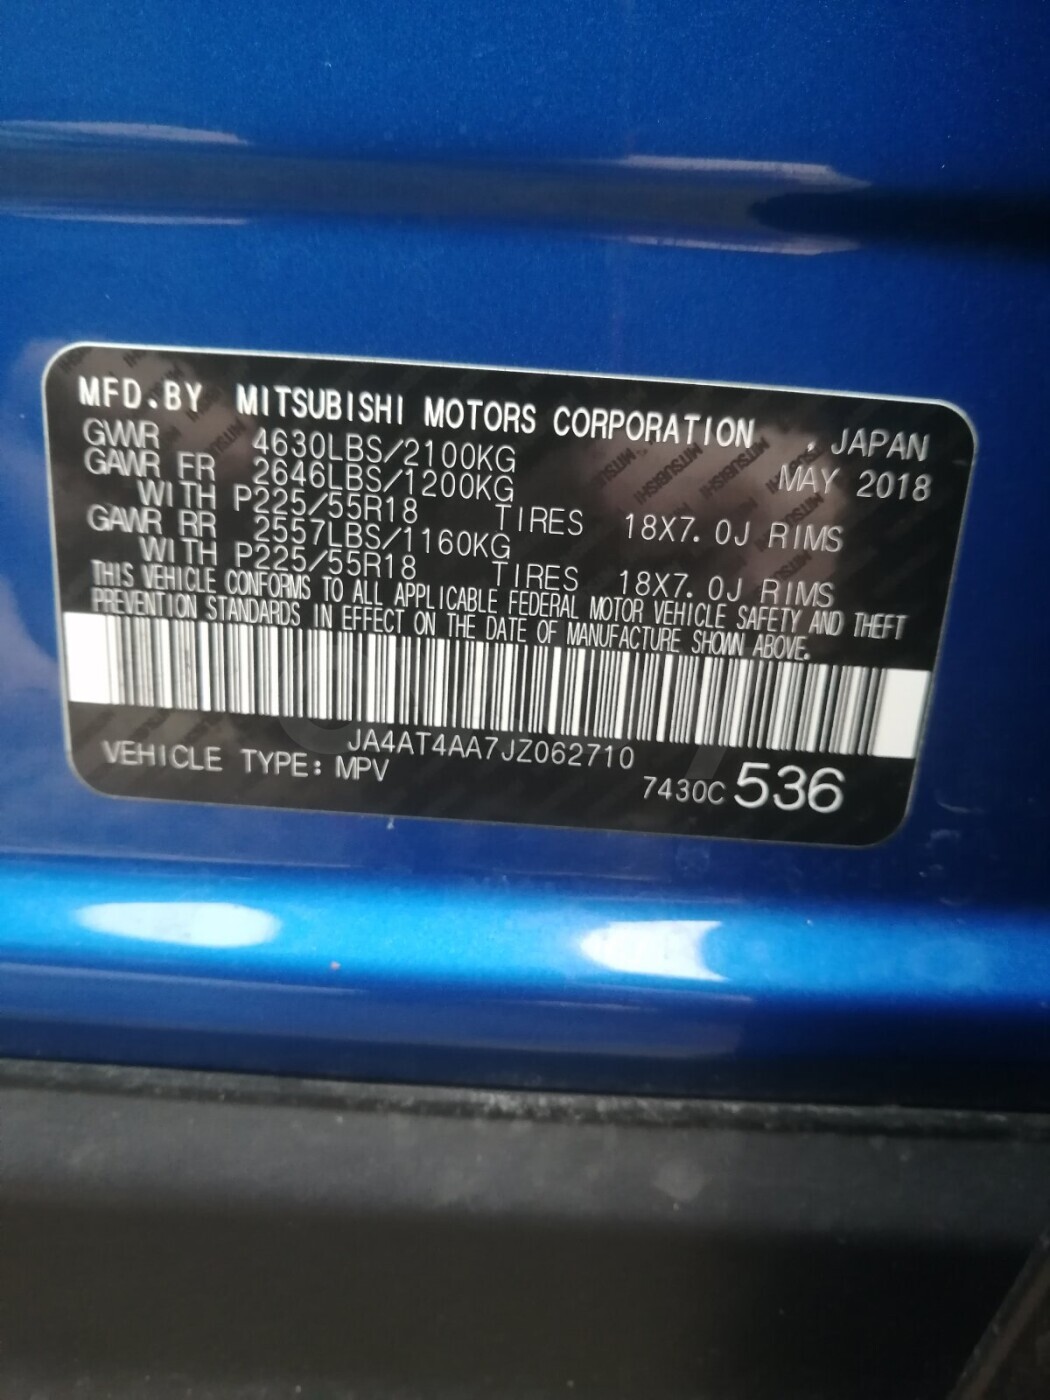 MFD.BY MITSUBISHI MOTORS CORPORATION , JAPAN
GVWR 4630LBS/2100KG MAY 2018
GAWR FR 2646LBS/1200KG
WITH P225/55R18 TIRES 18X7.0J RIMS
GAWR RR 2557LBS/1160KG
WITH P225/55R18 TIRES 18X7.0J RIMS
THIS VEHICLE CONFORMS TO ALL APPLICABLE FEDERAL MOTOR VEHICLE SAFETY AND THEFT
PREVENTION STANDARDS IN EFFECT ON THE DATE OF MANUFACTURE SHOWN ABOVE.
JA4AT4AA7JZ062710
VEHICLE TYPE: MPV
7430C 536